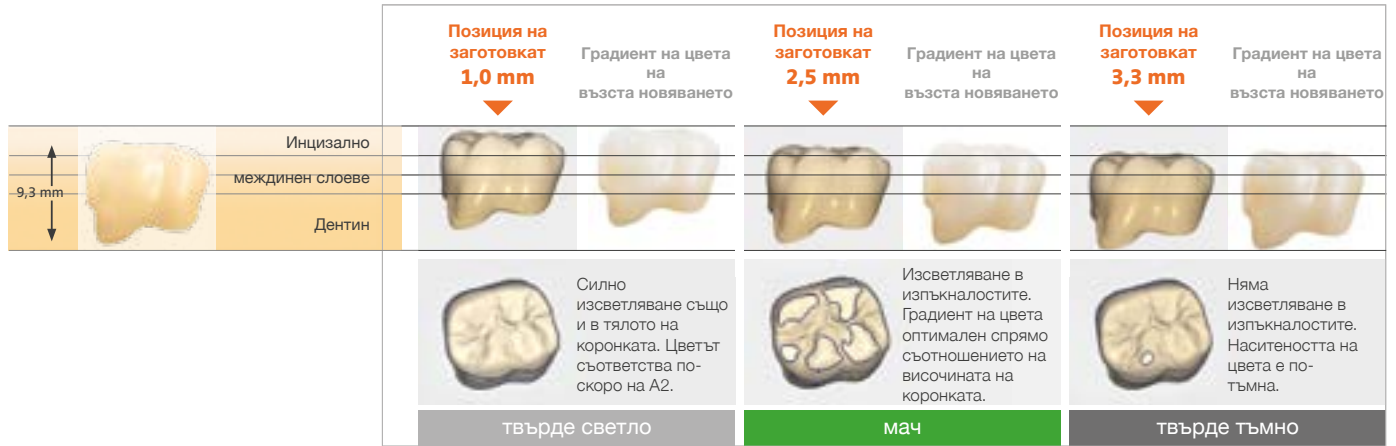 Позиция на
заготовкат
1,0 mm
Градиент на цвета
на
възста новяването
Позиция на
заготовкат
2,5 mm
Градиент на цвета
на
възста новяването
Позиция на
заготовкат
3,3 mm
Градиент на цвета
на
възста новяването
Инцизално
междинен слоеве
9,3 mm
Дентин
Силно
изсветляване също
и в тялото на
коронката. Цветът
съответства по-
скоро на А2.
Изсветляване в
изпъкналостите.
Градиент на цвета
оптимален спрямо
съотношението на
височината на
коронката.
Няма
изсветляване в
изпъкналостите.
Наситеността на
цвета е по-
тъмна.
твърде светло
мач
твърде тъмно